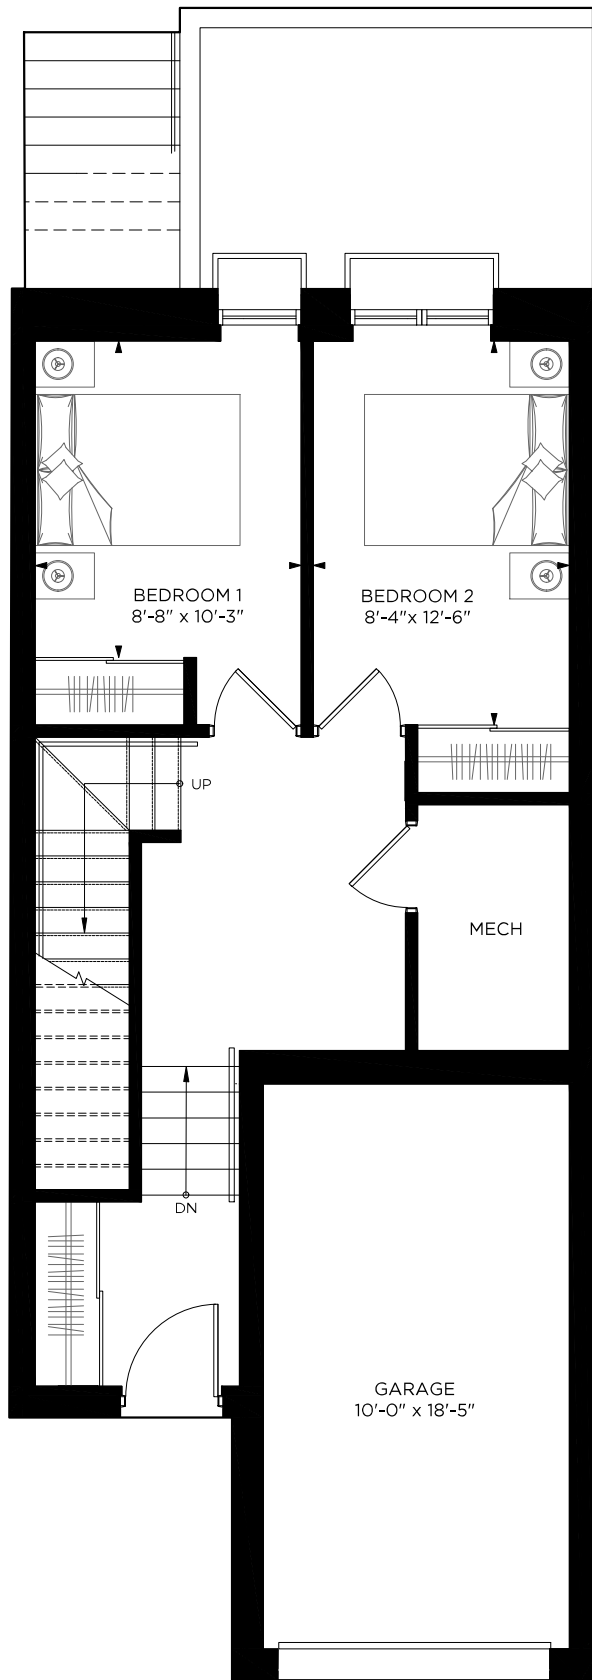 BEDROOM 1
8'-8" x 10'-3"
BEDROOM 2
8'-4"x 12'-6"
UP
MECH
DN
GARAGE
10'-0" x 18'-5"